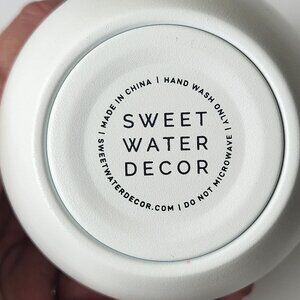 MADE IN CHINA | HAND WASH ONLY | DO NOT MICROWAVE | SWEETWATERDECOR.COM |
SWEET
WATER
DECOR